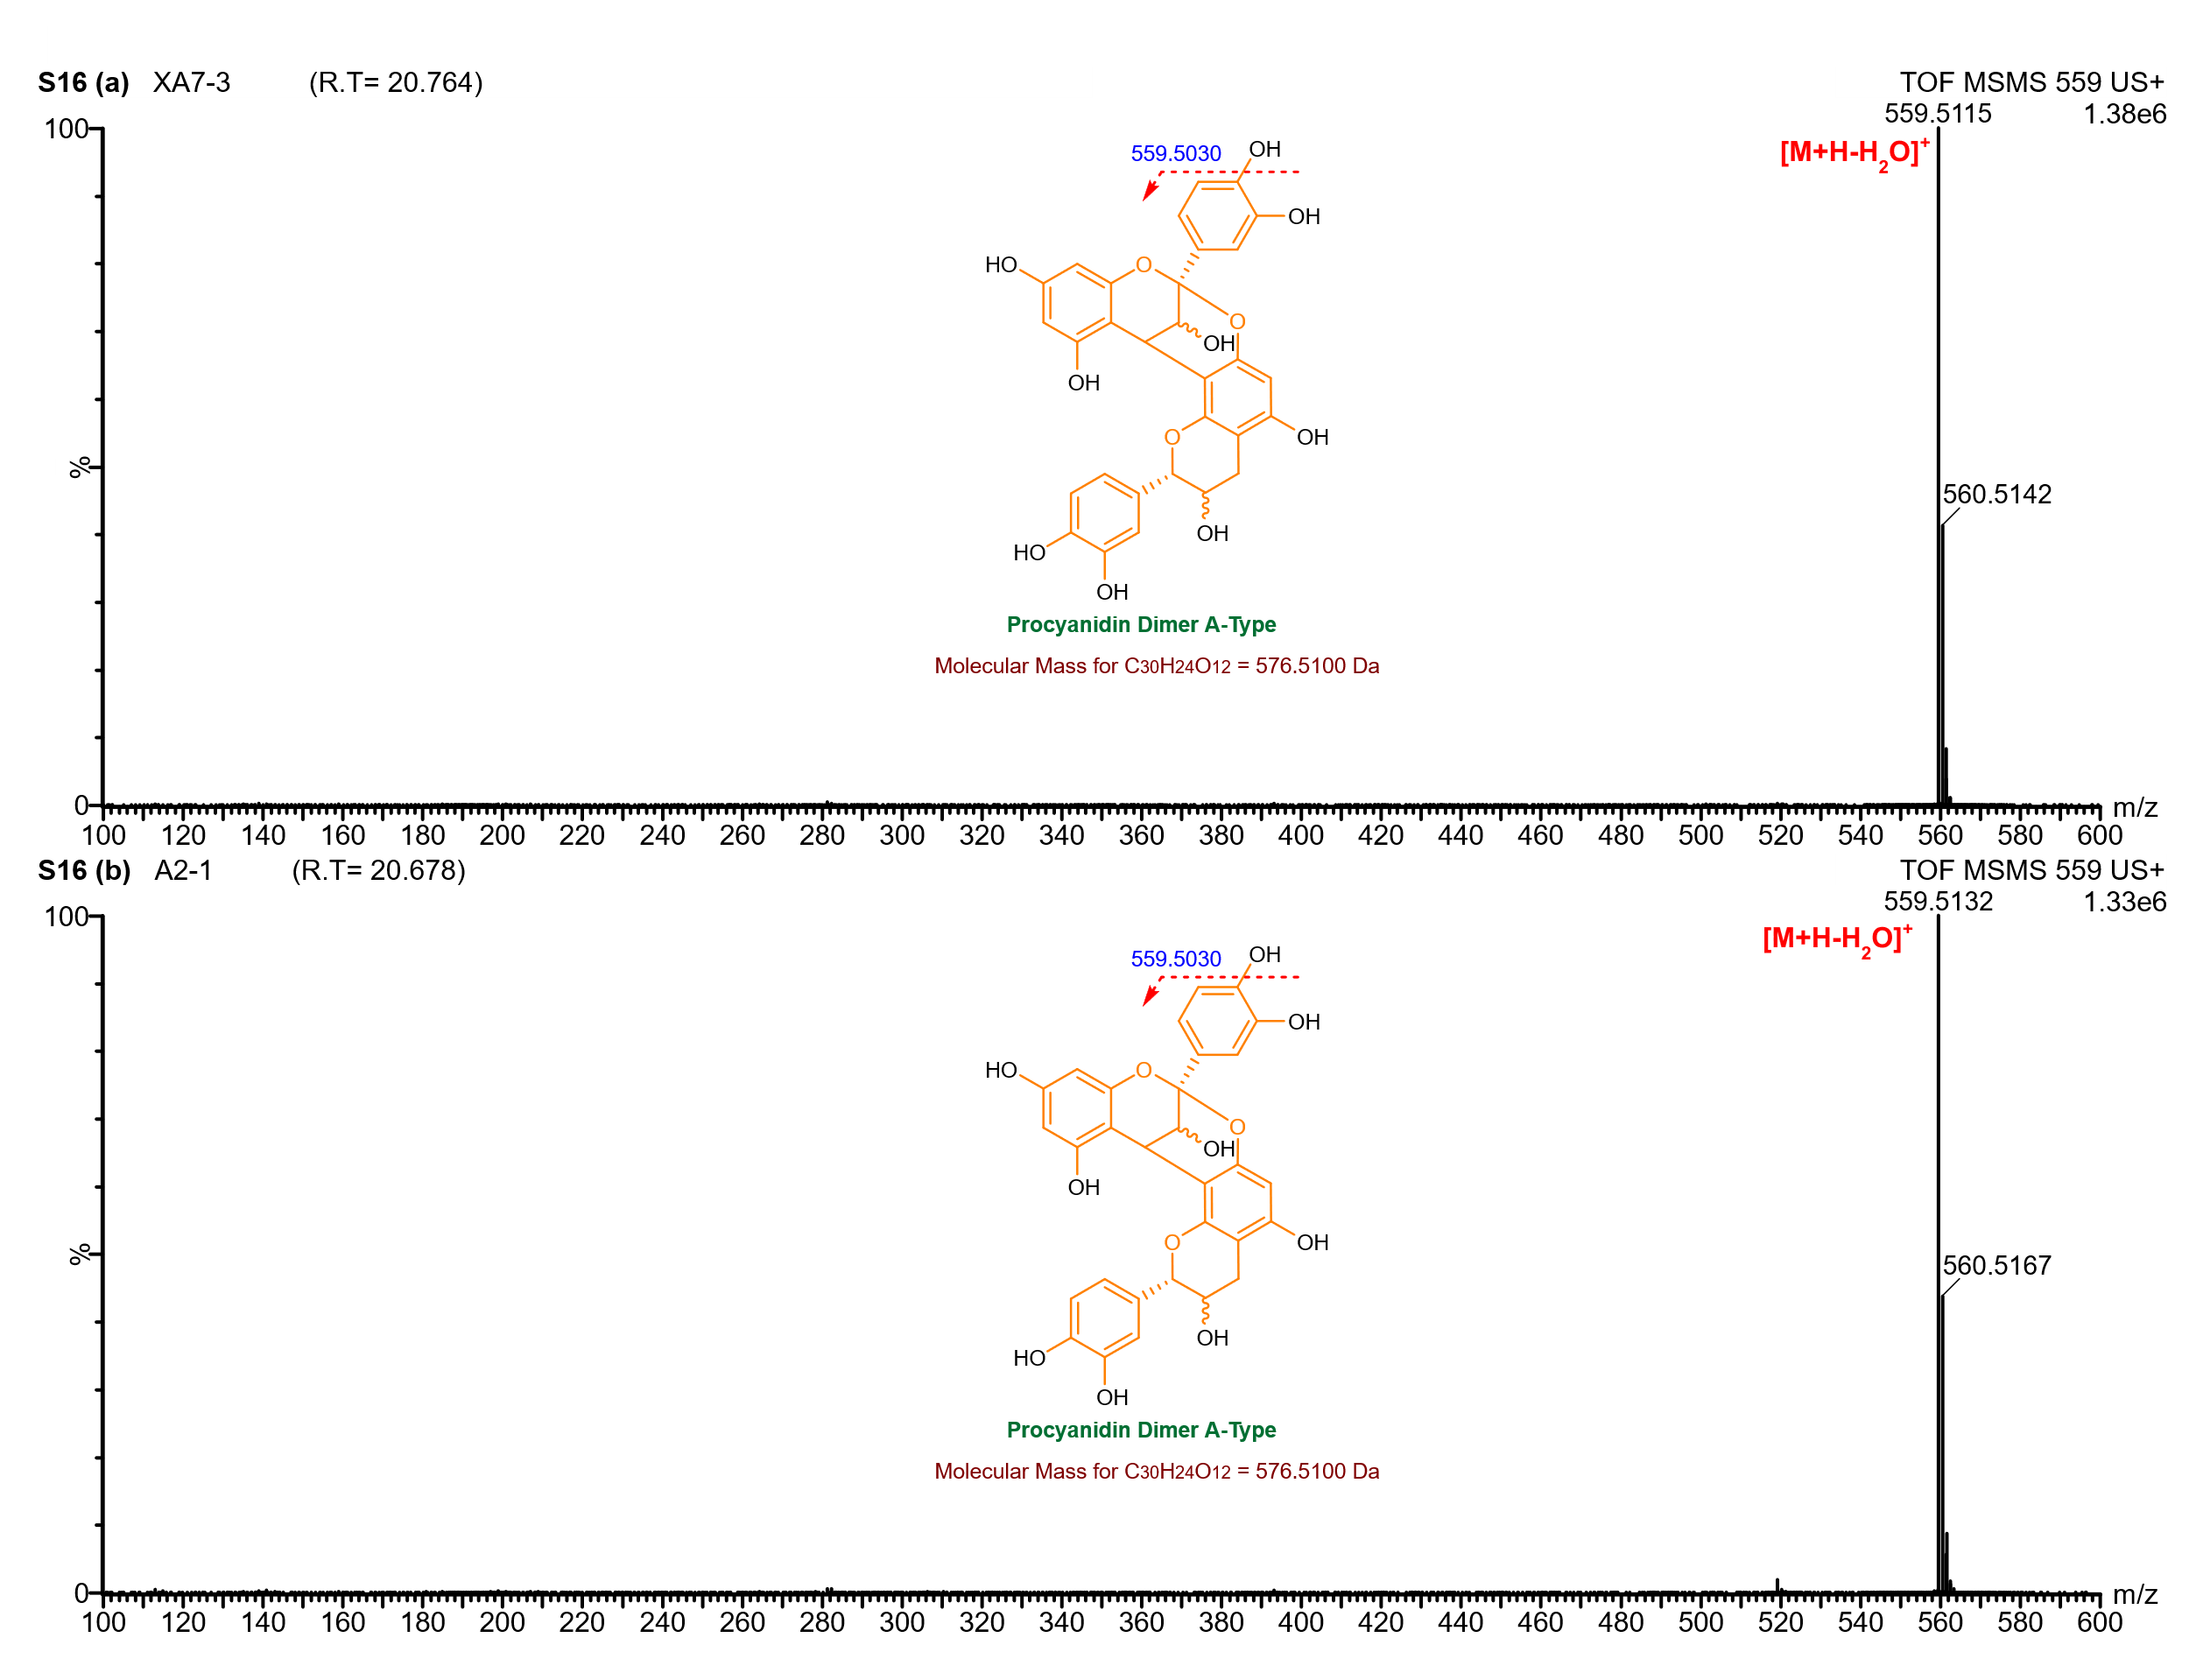 S16 (a) XA7-3 (R.T= 20.764) TOF MSMS 559 US+
559.5115 1.38e6
100
[M+H-H2O]+
559.5030
OH
OH
HO
O
O
OH
OH
%
560.5142
O
OH
OH
HO
OH
Procyanidin Dimer A-Type
Molecular Mass for C30H24O12 = 576.5100 Da
0
m/z
100 120 140 160 180 200 220 240 260 280 300 320 340 360 380 400 420 440 460 480 500 520 540 560 580 600
S16 (b) A2-1 (R.T= 20.678) TOF MSMS 559 US+
559.5132 1.33e6
100
[M+H-H2O]+
559.5030
OH
OH
HO
O
O
OH
OH
%
560.5167
O
OH
OH
HO
OH
Procyanidin Dimer A-Type
Molecular Mass for C30H24O12 = 576.5100 Da
0
m/z
100 120 140 160 180 200 220 240 260 280 300 320 340 360 380 400 420 440 460 480 500 520 540 560 580 600